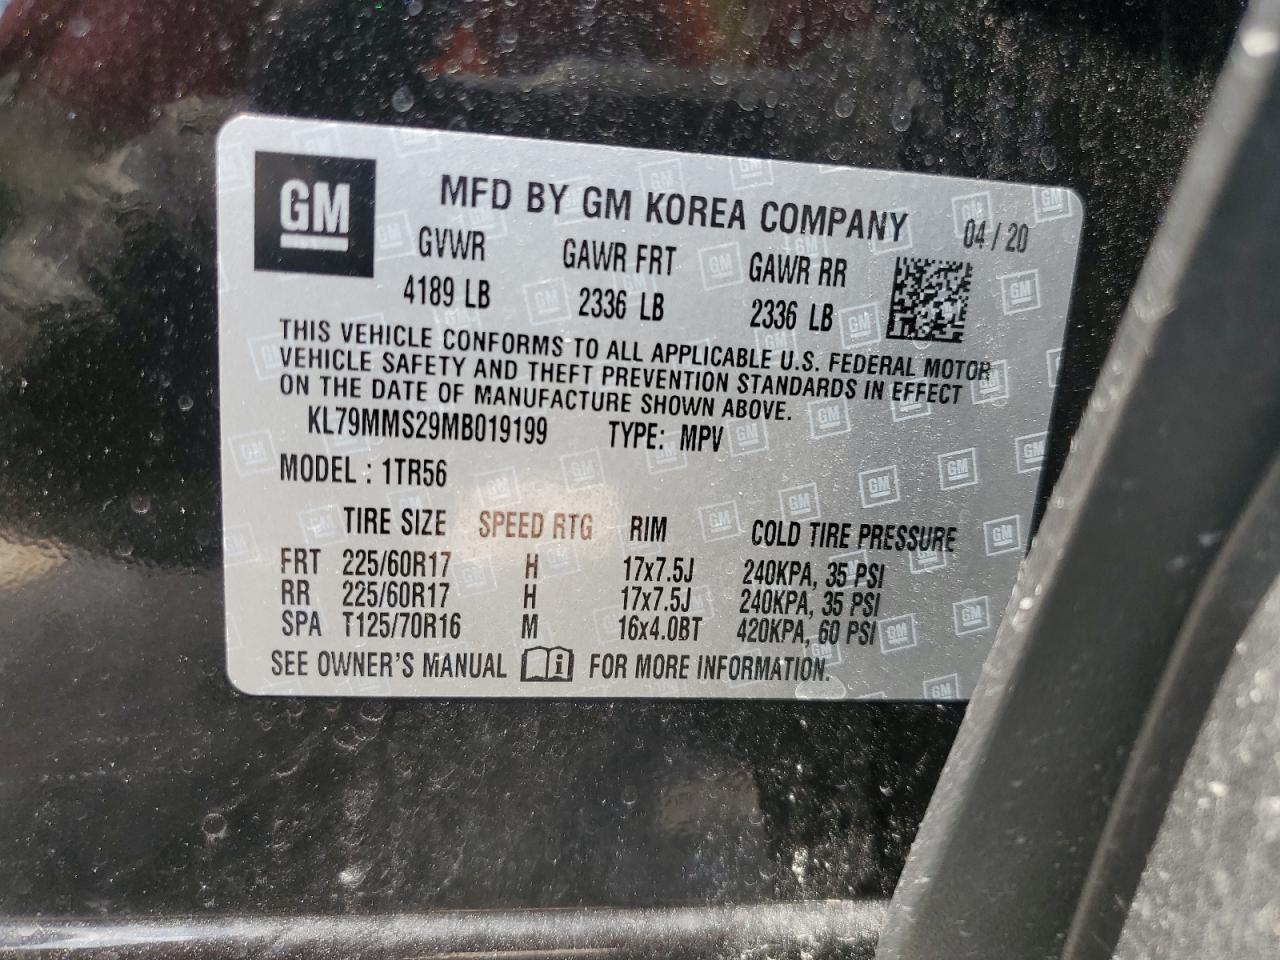 GM
MFD BY GM KOREA COMPANY
04 / 20
GVWR GAWR FRT GAWR RR
4189 LB 2336 LB 2336 LB
THIS VEHICLE CONFORMS TO ALL APPLICABLE U.S. FEDERAL MOTOR
VEHICLE SAFETY AND THEFT PREVENTION STANDARDS IN EFFECT
ON THE DATE OF MANUFACTURE SHOWN ABOVE.
KL79MMS29MB019199 TYPE: MPV
MODEL : 1TR56
TIRE SIZE SPEED RTG RIM COLD TIRE PRESSURE
FRT 225/60R17 H 17x7.5J 240KPA, 35 PSI
RR 225/60R17 H 17x7.5J 240KPA, 35 PSI
SPA T125/70R16 M 16x4.0BT 420KPA, 60 PSI
SEE OWNER'S MANUAL FOR MORE INFORMATION.